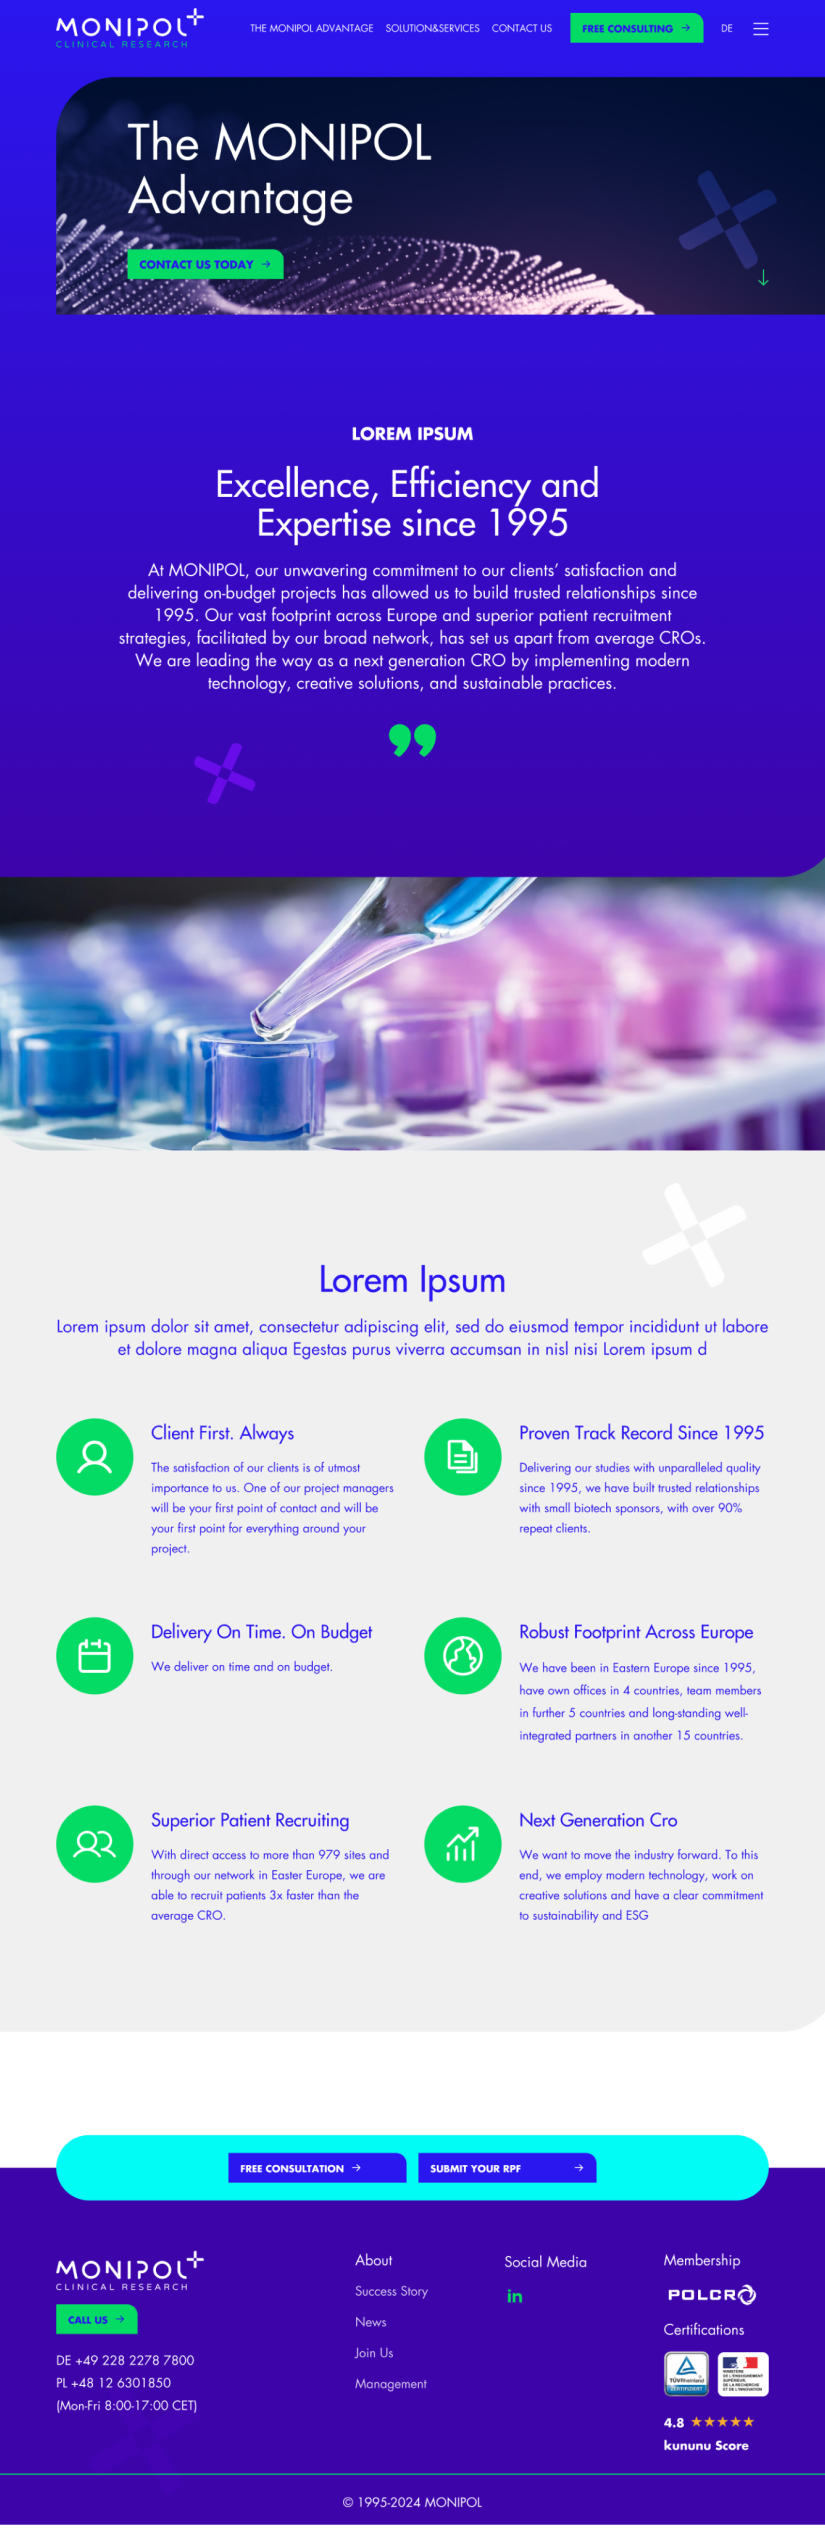 MONIPOL
CLINICAL RESEARCH
THE MONIPOL ADVANTAGE SOLUTION&SERVICES CONTACT US FREE CONSULTING DE
The MONIPOL
Advantage
CONTACT US TODAY
LOREM IPSUM
Excellence, Efficiency and
Expertise since 1995
At MONIPOL, our unwavering commitment to our clients’ satisfaction and
delivering on-budget projects has allowed us to build trusted relationships since
1995. Our vast footprint across Europe and superior patient recruitment
strategies, facilitated by our broad network, has set us apart from average CROs.
We are leading the way as a next generation CRO by implementing modern
technology, creative solutions, and sustainable practices.
Lorem Ipsum
Lorem ipsum dolor sit amet, consectetur adipiscing elit, sed do eiusmod tempor incididunt ut labore
et dolore magna aliqua Egestas purus viverra accumsan in nisl nisi Lorem ipsum d
Client First. Always
The satisfaction of our clients is of utmost
importance to us. One of our project managers
will be your first point of contact and will be
your first point for everything around your
project.
Proven Track Record Since 1995
Delivering our studies with unparalleled quality
since 1995, we have built trusted relationships
with small biotech sponsors, with over 90%
repeat clients.
Delivery On Time. On Budget
We deliver on time and on budget.
Robust Footprint Across Europe
We have been in Eastern Europe since 1995,
have own offices in 4 countries, team members
in further 5 countries and long-standing well-
integrated partners in another 15 countries.
Superior Patient Recruiting
With direct access to more than 979 sites and
through our network in Easter Europe, we are
able to recruit patients 3x faster than the
average CRO.
Next Generation Cro
We want to move the industry forward. To this
end, we employ modern technology, work on
creative solutions and have a clear commitment
to sustainability and ESG
FREE CONSULTATION
SUBMIT YOUR RPF
MONIPOL
CLINICAL RESEARCH
CALL US
DE +49 228 2278 7800
PL +48 12 6301850
(Mon-Fri 8:00-17:00 CET)
About
Success Story
News
Join Us
Management
Social Media
in
Membership
POLCRO
Certifications
TÜVRheinland
ZERTIFIZIERT
MINISTÈRE
DE L'ENSEIGNEMENT
SUPÉRIEUR,
DE LA RECHERCHE
ET DE L'INNOVATION
4.8
kununu Score
© 1995-2024 MONIPOL